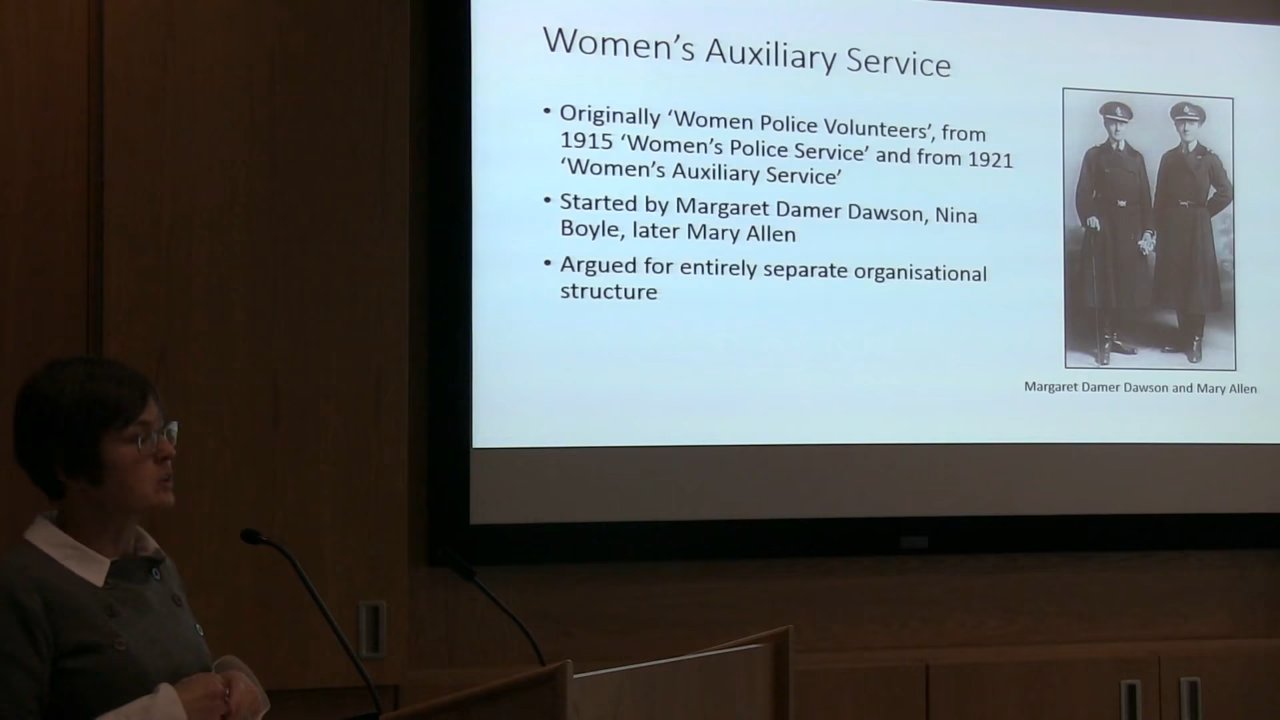 Women's Auxiliary Service
• Originally ‘Women Police Volunteers’, from
1915 ‘Women’s Police Service’ and from 1921
‘Women’s Auxiliary Service’
• Started by Margaret Damer Dawson, Nina
Boyle, later Mary Allen
• Argued for entirely separate organisational
structure
Margaret Damer Dawson and Mary Allen